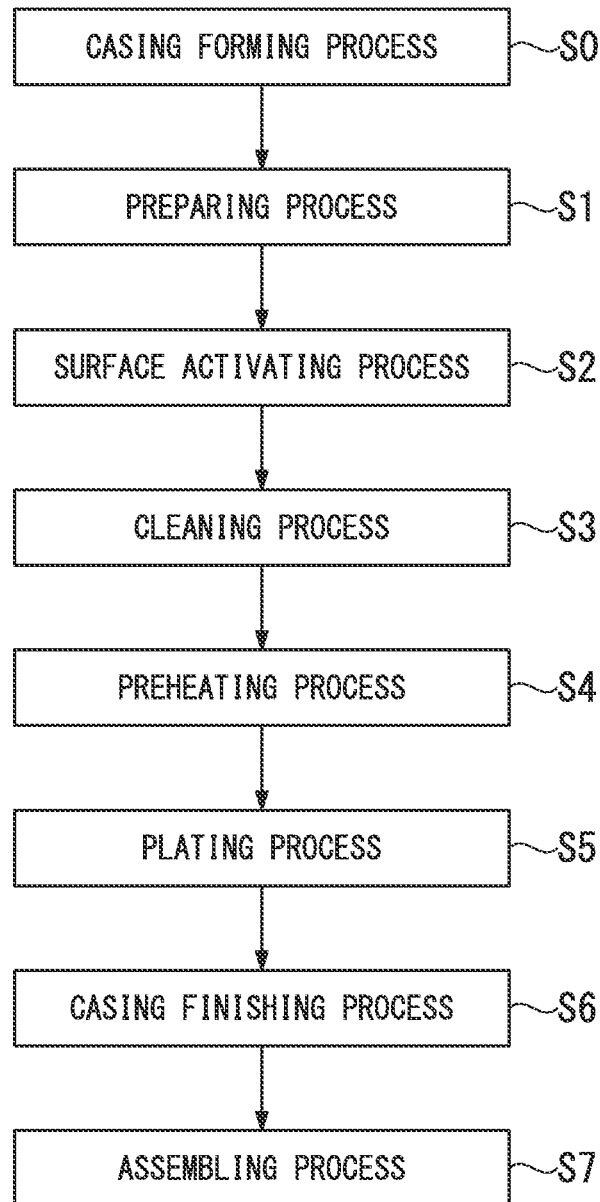 CASING FORMING PROCESS S0
PREPARING PROCESS S1
SURFACE ACTIVATING PROCESS S2
CLEANING PROCESS S3
PREHEATING PROCESS S4
PLATING PROCESS S5
CASING FINISHING PROCESS S6
ASSEMBLING PROCESS S7